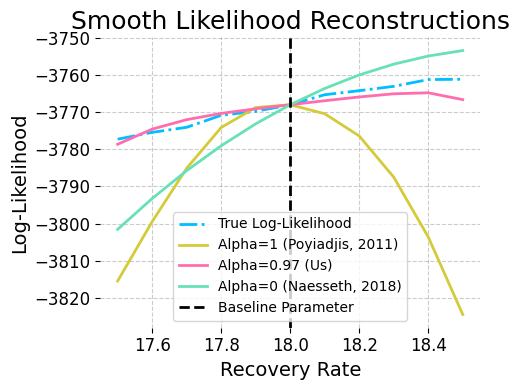 Smooth Likelihood Reconstructions
Log-Likelihood
−3750
−3760
−3770
−3780
−3790
−3800
−3810
−3820
True Log-Likelihood
Alpha=1 (Poyiadjis, 2011)
Alpha=0.97 (Us)
Alpha=0 (Naesseth, 2018)
Baseline Parameter
17.6 17.8 18.0 18.2 18.4
Recovery Rate